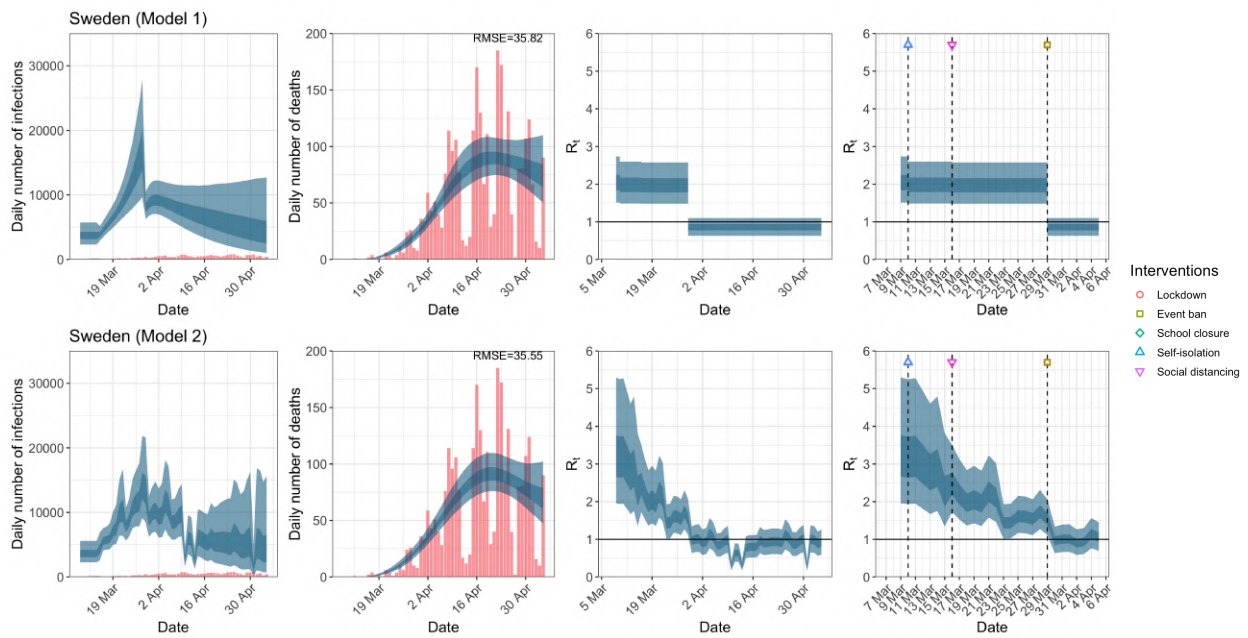 Sweden (Model 1)
Daily number of infections
35000
30000
20000
10000
0
19 Mar
2 Apr
16 Apr
30 Apr
Date
RMSE=35.82
Daily number of deaths
200
150
100
50
0
19 Mar
2 Apr
16 Apr
30 Apr
Date
Rt
6
5
4
3
2
1
0
5 Mar
19 Mar
2 Apr
16 Apr
30 Apr
Date
Rt
6
5
4
3
2
1
0
7 Mar
9 Mar
11 Mar
13 Mar
15 Mar
17 Mar
19 Mar
21 Mar
23 Mar
25 Mar
27 Mar
29 Mar
31 Mar
2 Apr
4 Apr
6 Apr
Date
Interventions
Lockdown
Event ban
School closure
Self-isolation
Social distancing
Sweden (Model 2)
Daily number of infections
30000
20000
10000
0
19 Mar
2 Apr
16 Apr
30 Apr
Date
RMSE=35.55
Daily number of deaths
200
150
100
50
0
19 Mar
2 Apr
16 Apr
30 Apr
Date
Rt
6
5
4
3
2
1
0
5 Mar
19 Mar
2 Apr
16 Apr
30 Apr
Date
Rt
6
5
4
3
2
1
0
7 Mar
9 Mar
11 Mar
13 Mar
15 Mar
17 Mar
19 Mar
21 Mar
23 Mar
25 Mar
27 Mar
29 Mar
31 Mar
2 Apr
4 Apr
6 Apr
Date